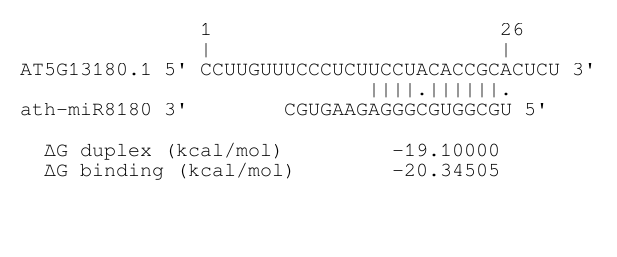 1 26
| |
AT5G13180.1 5' CCUUGUUUCCCUCUUCCUACACCGCACUCU 3'
||||.||||||.
ath-miR8180 3' CGUGAAGAGGGCGUGGCGU 5'
ΔG duplex (kcal/mol) -19.10000
ΔG binding (kcal/mol) -20.34505